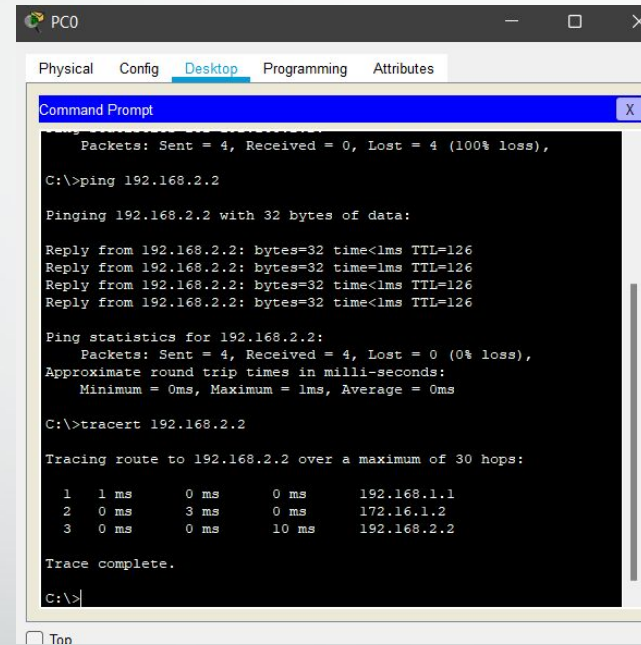 PC0
Physical Config Desktop Programming Attributes
Command Prompt
X
Packets: Sent = 4, Received = 0, Lost = 4 (100% loss),
C:\>ping 192.168.2.2
Pinging 192.168.2.2 with 32 bytes of data:
Reply from 192.168.2.2: bytes=32 time<1ms TTL=126
Reply from 192.168.2.2: bytes=32 time=1ms TTL=126
Reply from 192.168.2.2: bytes=32 time<1ms TTL=126
Reply from 192.168.2.2: bytes=32 time<1ms TTL=126
Ping statistics for 192.168.2.2:
Packets: Sent = 4, Received = 4, Lost = 0 (0% loss),
Approximate round trip times in milli-seconds:
Minimum = 0ms, Maximum = 1ms, Average = 0ms
C:\>tracert 192.168.2.2
Tracing route to 192.168.2.2 over a maximum of 30 hops:
1 1 ms 0 ms 0 ms 192.168.1.1
2 0 ms 3 ms 0 ms 172.16.1.2
3 0 ms 0 ms 10 ms 192.168.2.2
Trace complete.
C:\>
Top